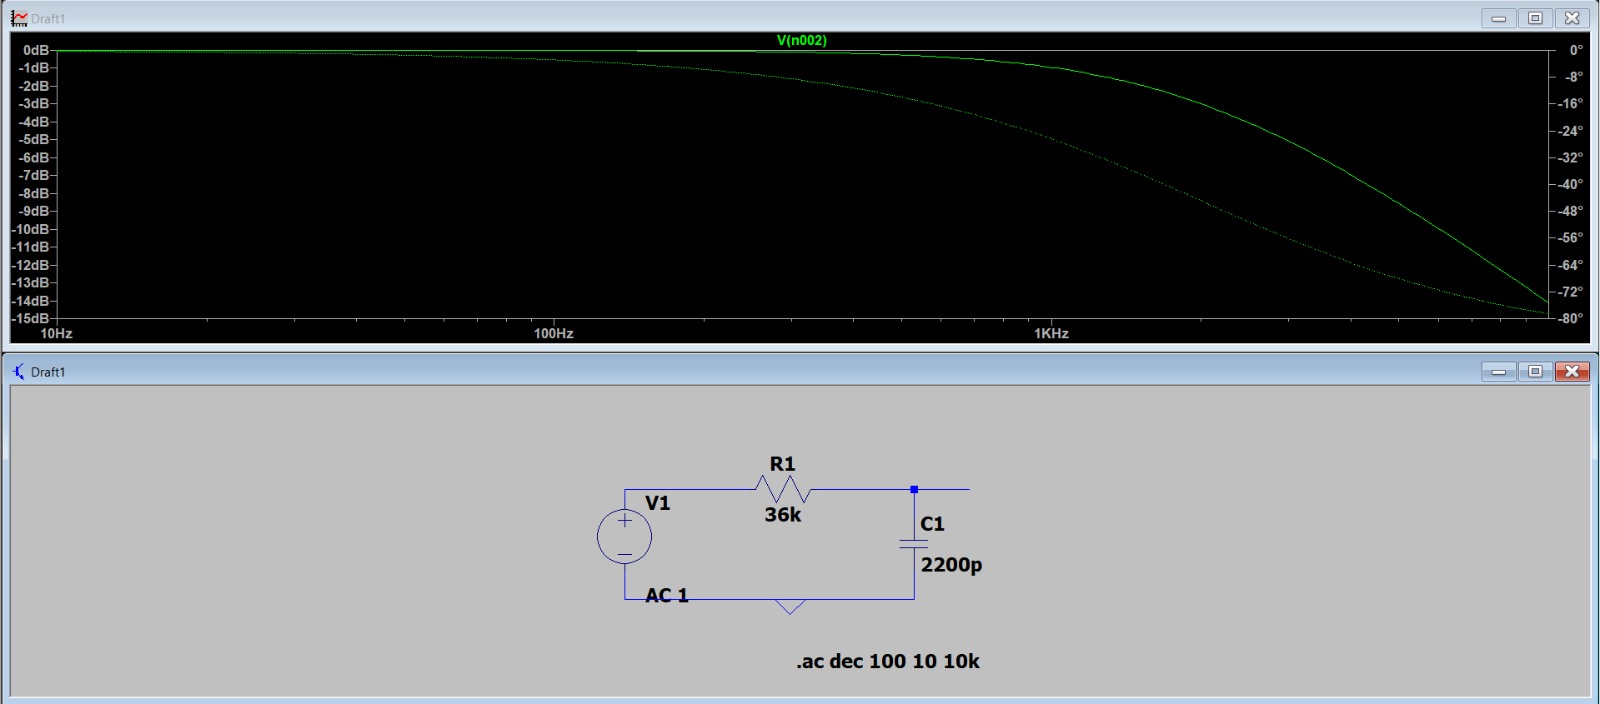 Draft1
V(n002)
0dB
-1dB
-2dB
-3dB
-4dB
-5dB
-6dB
-7dB
-8dB
-9dB
-10dB
-11dB
-12dB
-13dB
-14dB
-15dB
0°
-8°
-16°
-24°
-32°
-40°
-48°
-56°
-64°
-72°
-80°
10Hz 100Hz 1KHz
Draft1
R1
36k
V1
AC 1
C1
2200p
.ac dec 100 10 10k